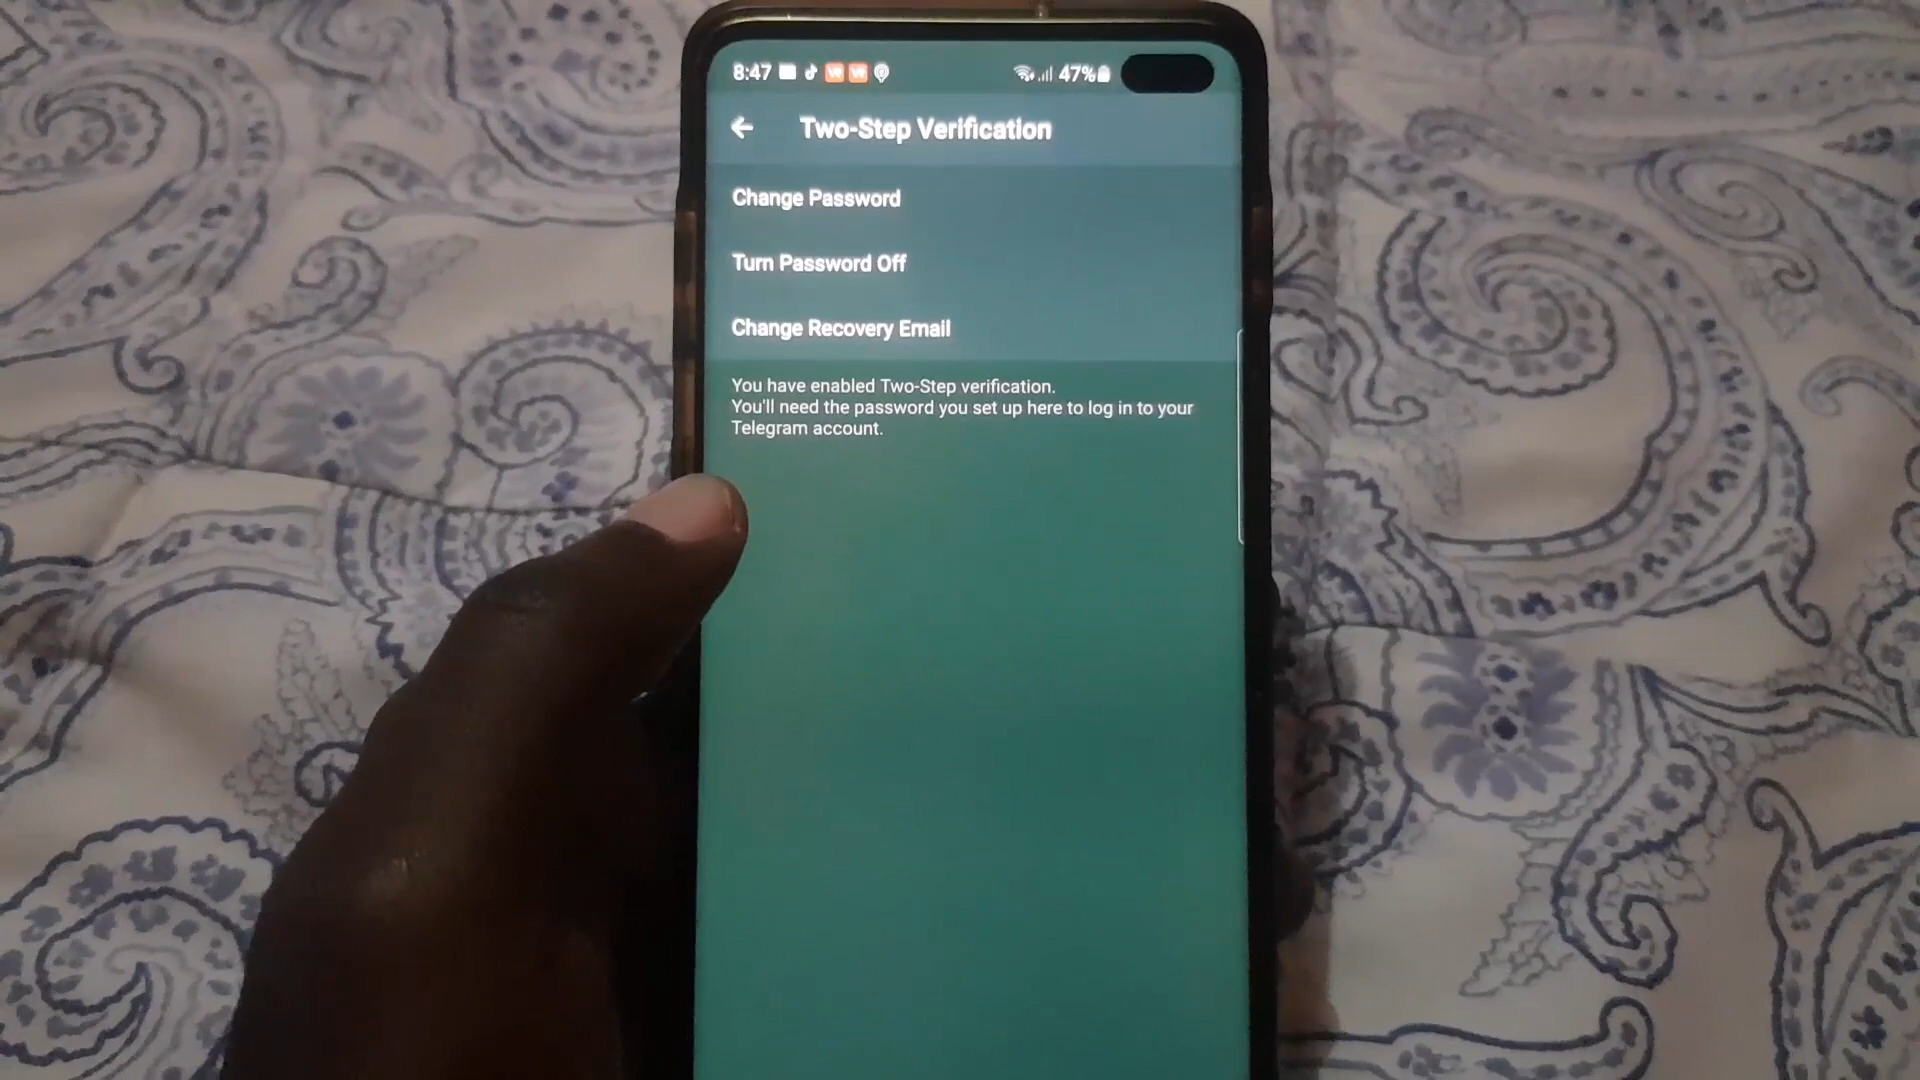 8:47 47%
Two-Step Verification
Change Password
Turn Password Off
Change Recovery Email
You have enabled Two-Step verification.
You'll need the password you set up here to log in to your
Telegram account.